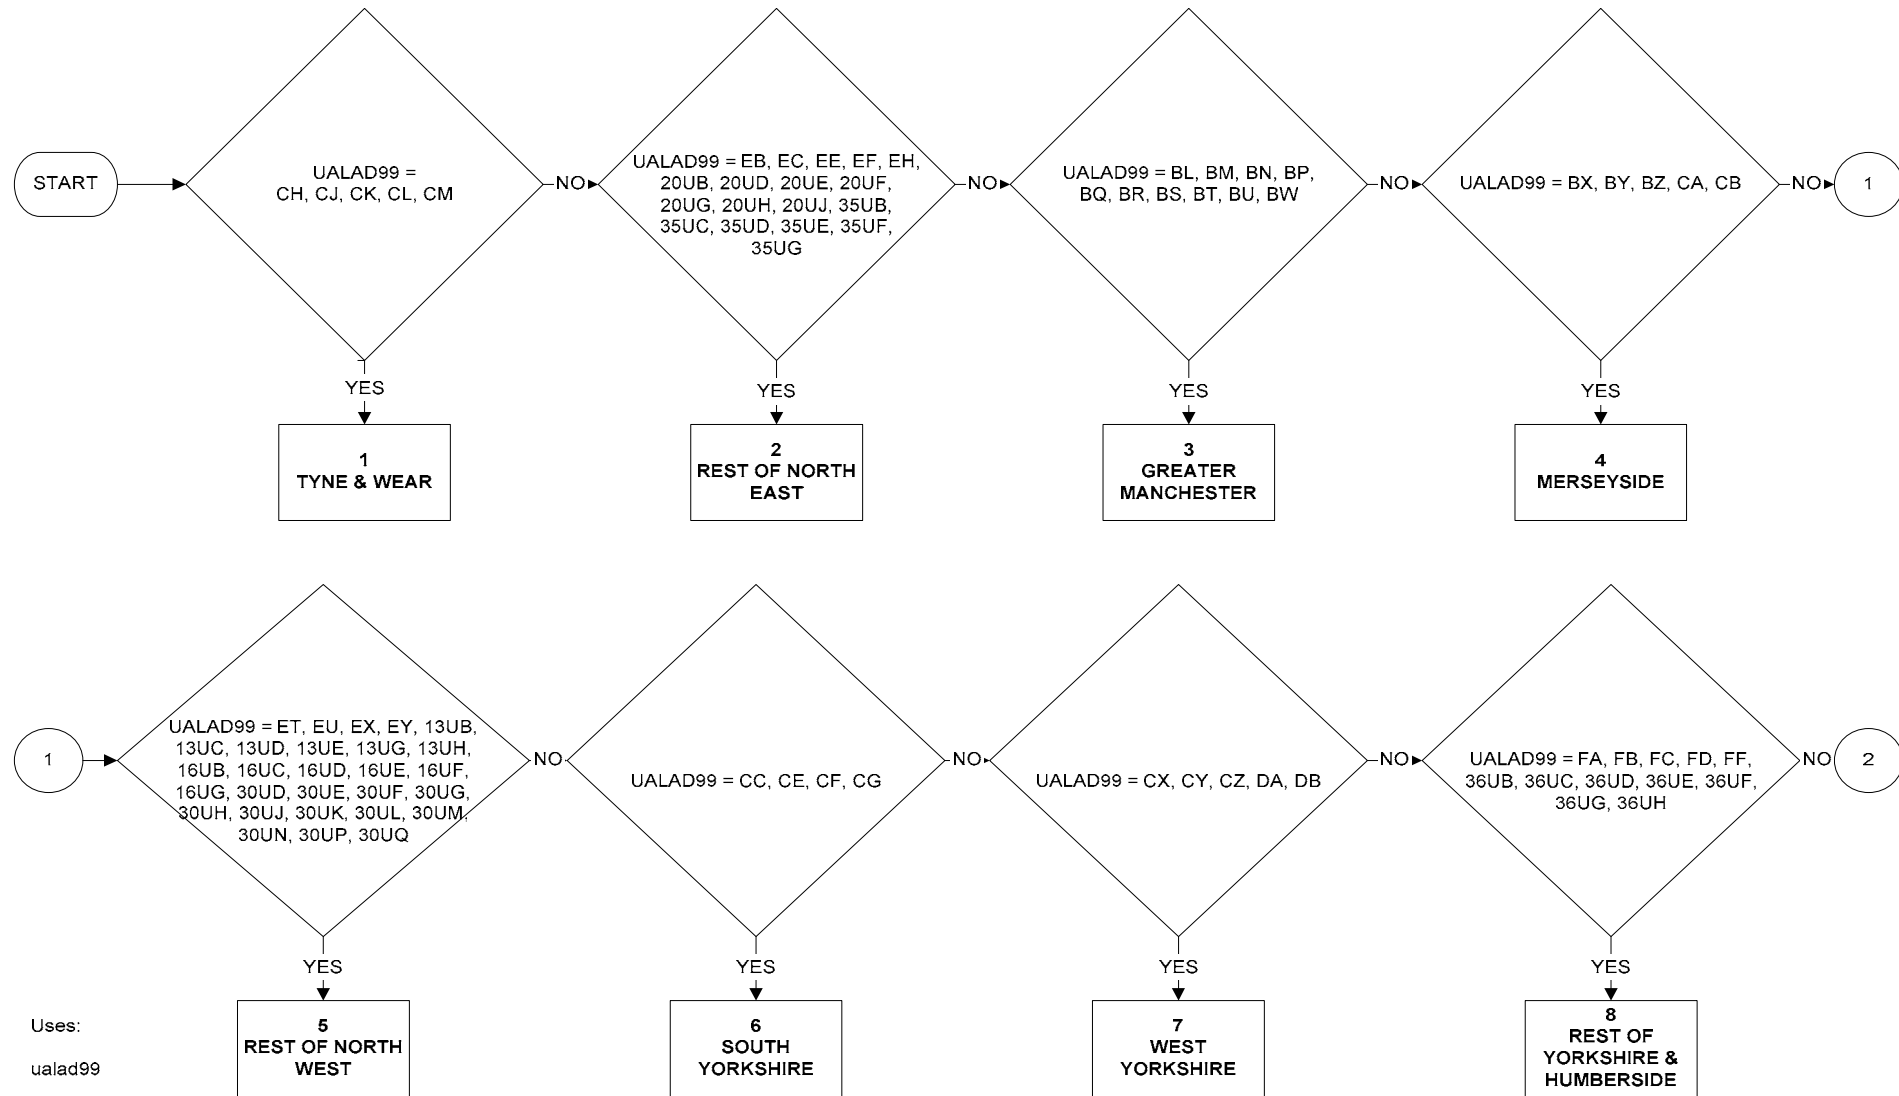 START
UALAD99 =
CH, CJ, CK, CL, CM
NO
UALAD99 = EB, EC, EE, EF, EH,
20UB, 20UD, 20UE, 20UF,
20UG, 20UH, 20UJ, 35UB,
35UC, 35UD, 35UE, 35UF,
35UG
NO
UALAD99 = BL, BM, BN, BP,
BQ, BR, BS, BT, BU, BW
NO
UALAD99 = BX, BY, BZ, CA, CB
NO
1
YES
YES
YES
YES
1
TYNE & WEAR
2
REST OF NORTH
EAST
3
GREATER
MANCHESTER
4
MERSEYSIDE
1
UALAD99 = ET, EU, EX, EY, 13UB,
13UC, 13UD, 13UE, 13UG, 13UH,
16UB, 16UC, 16UD, 16UE, 16UF,
16UG, 30UD, 30UE, 30UF, 30UG,
30UH, 30UJ, 30UK, 30UL, 30UM,
30UN, 30UP, 30UQ
NO
UALAD99 = CC, CE, CF, CG
NO
UALAD99 = CX, CY, CZ, DA, DB
NO
UALAD99 = FA, FB, FC, FD, FF,
36UB, 36UC, 36UD, 36UE, 36UF,
36UG, 36UH
NO
2
YES
YES
YES
YES
5
REST OF NORTH
WEST
6
SOUTH
YORKSHIRE
7
WEST
YORKSHIRE
8
REST OF
YORKSHIRE &
HUMBERSIDE
Uses:
ualad99